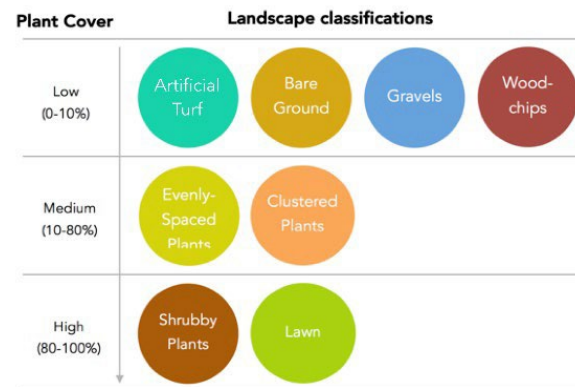 Plant Cover
Landscape classifications
Low
(0-10%)
Artificial
Turf
Bare
Ground
Gravels
Wood-
chips
Medium
(10-80%)
Evenly-
Spaced
Plants
Clustered
Plants
High
(80-100%)
Shrubby
Plants
Lawn